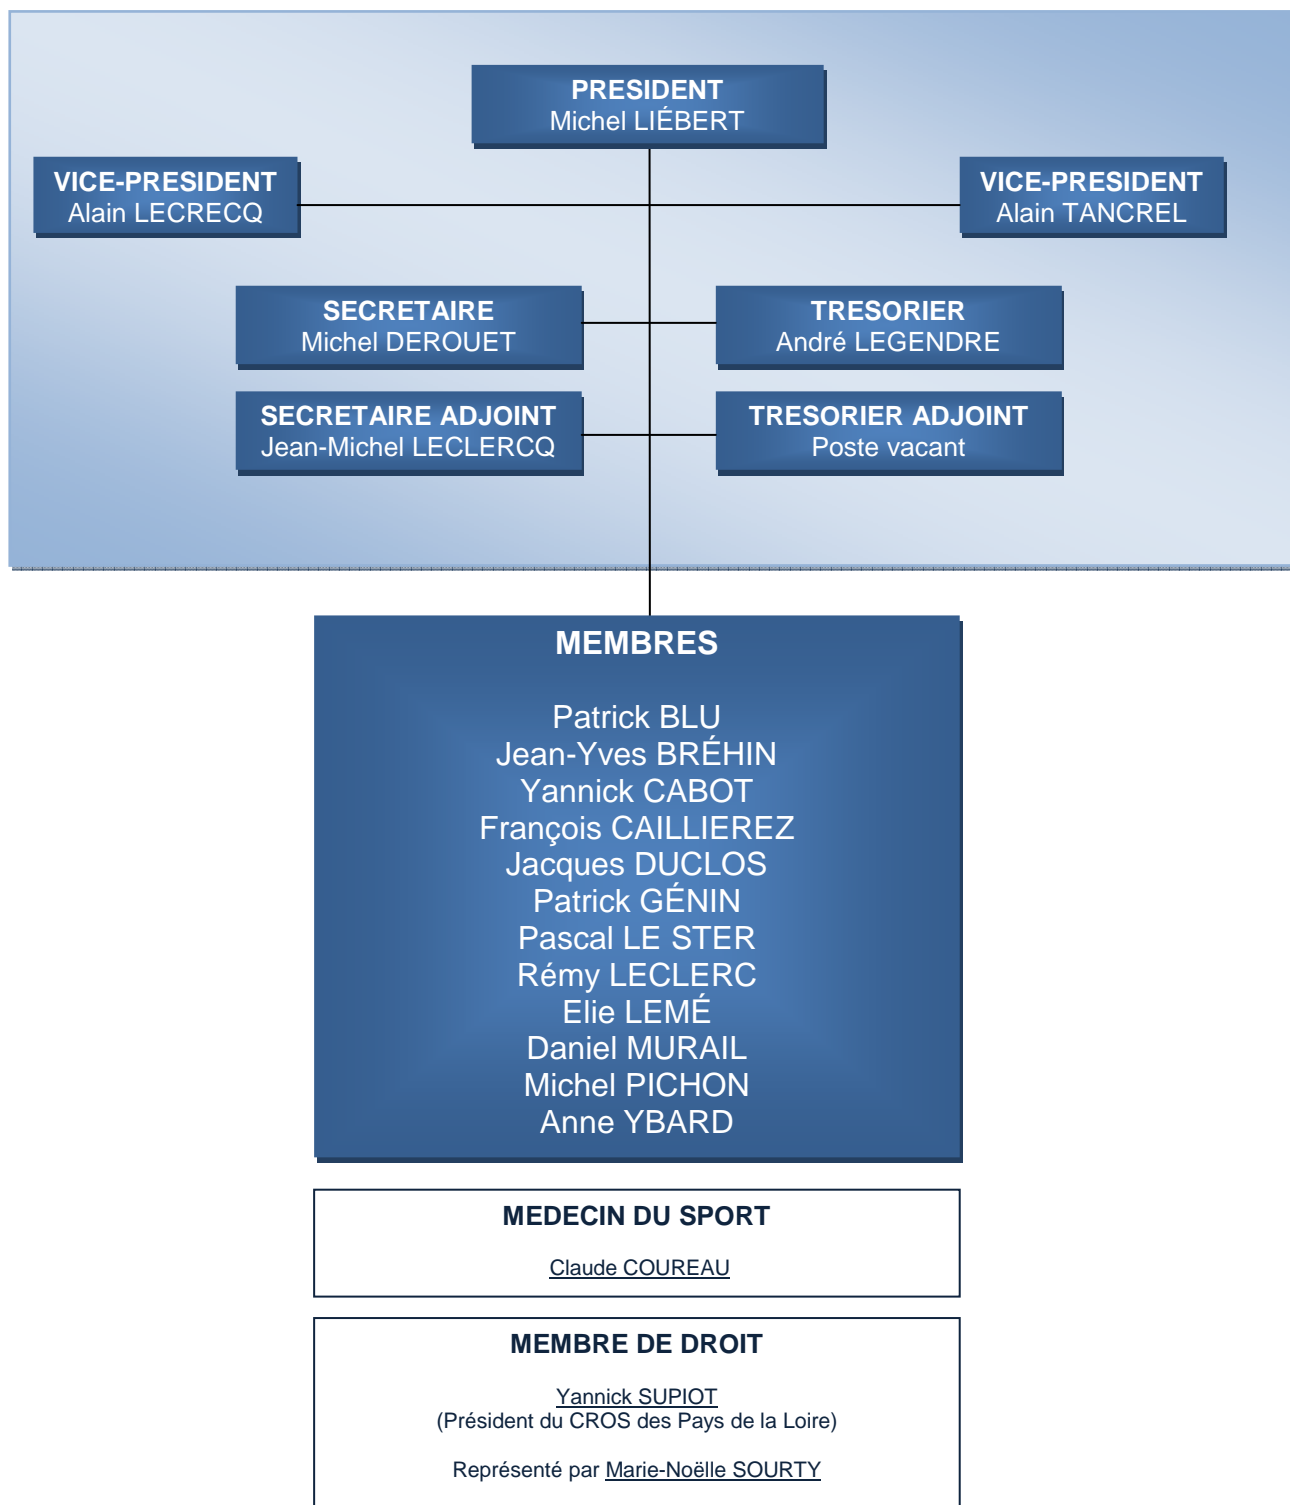 PRESIDENT
Michel LIÉBERT
VICE-PRESIDENT
Alain LECRECQ
VICE-PRESIDENT
Alain TANCREL
SECRETAIRE
Michel DEROUET
TRESORIER
André LEGENDRE
SECRETAIRE ADJOINT
Jean-Michel LECLERCQ
TRESORIER ADJOINT
Poste vacant
MEMBRES
Patrick BLU
Jean-Yves BRÉHIN
Yannick CABOT
François CAILLIEREZ
Jacques DUCLOS
Patrick GÉNIN
Pascal LE STER
Rémy LECLERC
Elie LEMÉ
Daniel MURAIL
Michel PICHON
Anne YBARD
MEDECIN DU SPORT
Claude COUREAU
MEMBRE DE DROIT
Yannick SUPIOT
(Président du CROS des Pays de la Loire)
Représenté par Marie-Noëlle SOURTY